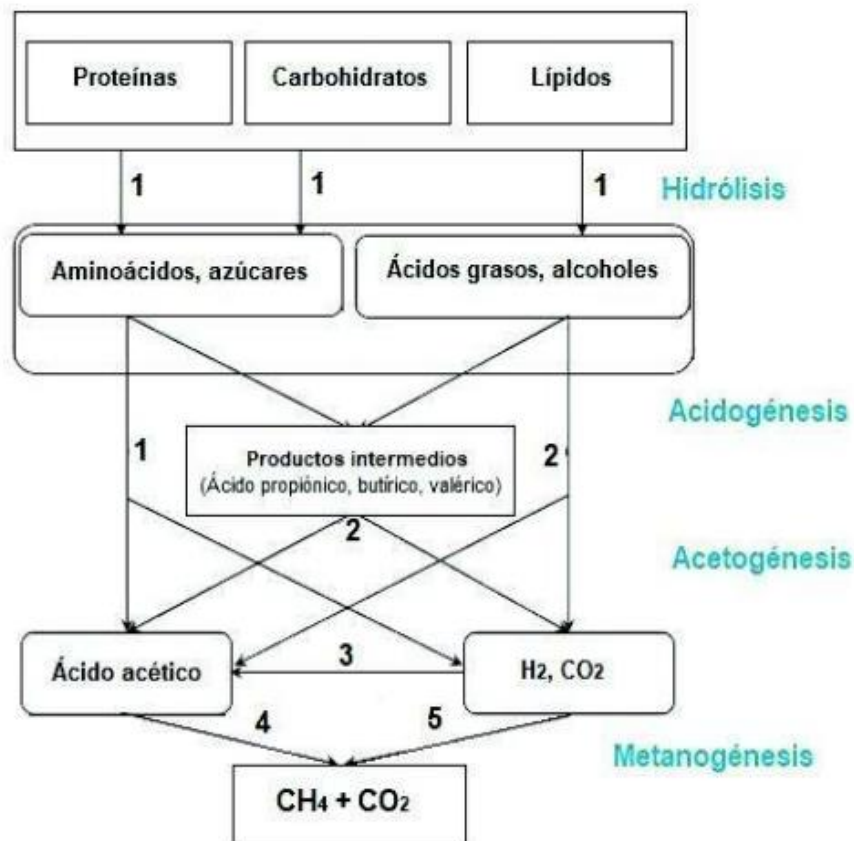 Proteínas
Carbohidratos
Lípidos
1
1
1
Hidrólisis
Aminoácidos, azúcares
Ácidos grasos, alcoholes
Acidogénesis
1
Productos intermedios
(Ácido propiónico, butírico, valérico)
2
2
Acetogénesis
Ácido acético
3
H2, CO2
4
5
Metanogénesis
CH4 + CO2